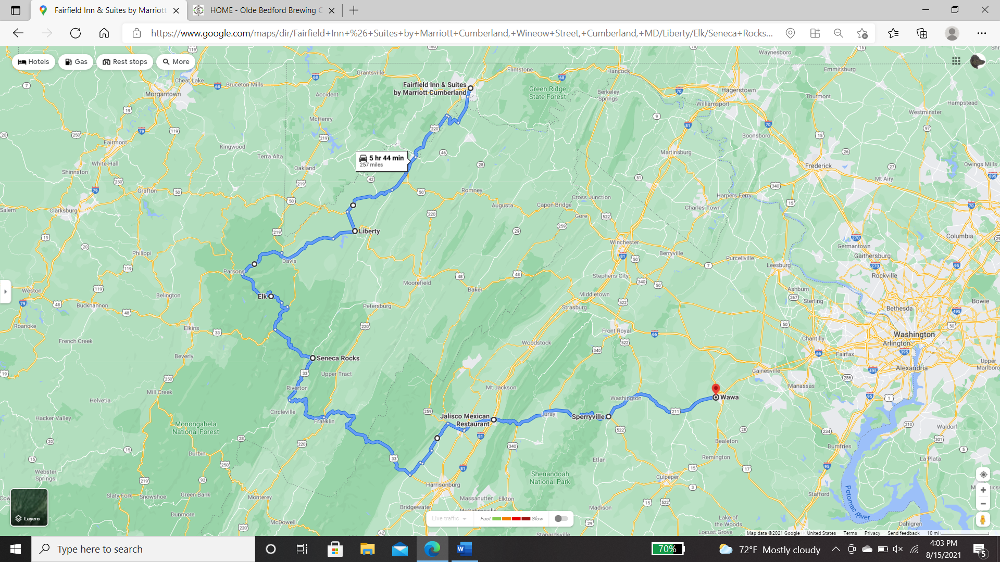 Fairfield Inn & Suites by Marriott
HOME - Olde Bedford Brewing C
https://www.google.com/maps/dir/Fairfield+Inn+%26+Suites+by+Marriott+Cumberland,+Wineow+Street,+Cumberland,+MD/Liberty/Elk/Seneca+Rocks...
Hotels
Gas
Rest stops
More
Waynesboro
Emmitsburg
Cheat Lake
Bruceton Mills
Grantsville
Flintstone
Hancock
Morgantown
Accident
Fairfield Inn & Suites
by Marriott Cumberland
Green Ridge
State Forest
Berkeley
Springs
Hagerstown
Williamsport
Thurmont
Hampstead
Westminster
McHenry
Boonsboro
Fairmont
Kingwood
Terra Alta
White Hall
Shinnston
Oakland
5 hr 44 min
257 miles
Martinsburg
Frederick
Owings Mills
Mt Airy
Grafton
Romney
Cross Junction
Harpers Ferry
Salem
Clarksburg
Augusta
Capon Bridge
Gore
Charles Town
Liberty
Winchester
Columbia
Germantown
Gaithersburg
Philippi
Davis
Berryville
Purcellville
Leesburg
Rockville
Parsons
Stephens City
Weston
Moorefield
Baker
Ashburn
Sterling
Bowie
Belington
Elk
Middletown
Bethesda
Buckhannon
Petersburg
Strasburg
Roanoke
Elkins
Front Royal
Washington
Arlington
French Creek
Woodstock
Chantilly
Fairfax
Beverly
Seneca Rocks
Upper
Marlboro
Upper Tract
Alexandria
Gainesville
Manassas
Mill Creek
Riverton
Mt Jackson
Helvetia
Washington
Wawa
Hacker Valley
Circleville
Franklin
Jalisco Mexican
Restaurant
Luray
Sperryville
Monongahela
National Forest
Waldorf
Bealeton
Dumfries
Durbin
Remington
La Plata
Etlan
Webster
Springs
Shenandoah
National Park
Culpeper
Harrisonburg
Slaty Fork
Snowshoe
Green Bank
Monterey
Massanutten
Elkton
Stafford
Potomac River
Bridgewater
Madison
McGaheysville
Dunmore
McDowell
Layers
Live traffic
Fast
Slow
Lake of
the Woods
Locust Grove
Stanardsville
Dahlgren
Map data ©2021 Google
United States
Terms
Privacy
Send feedback
10 mi
Type here to search
70%
72°F Mostly cloudy
4:03 PM
8/15/2021
5